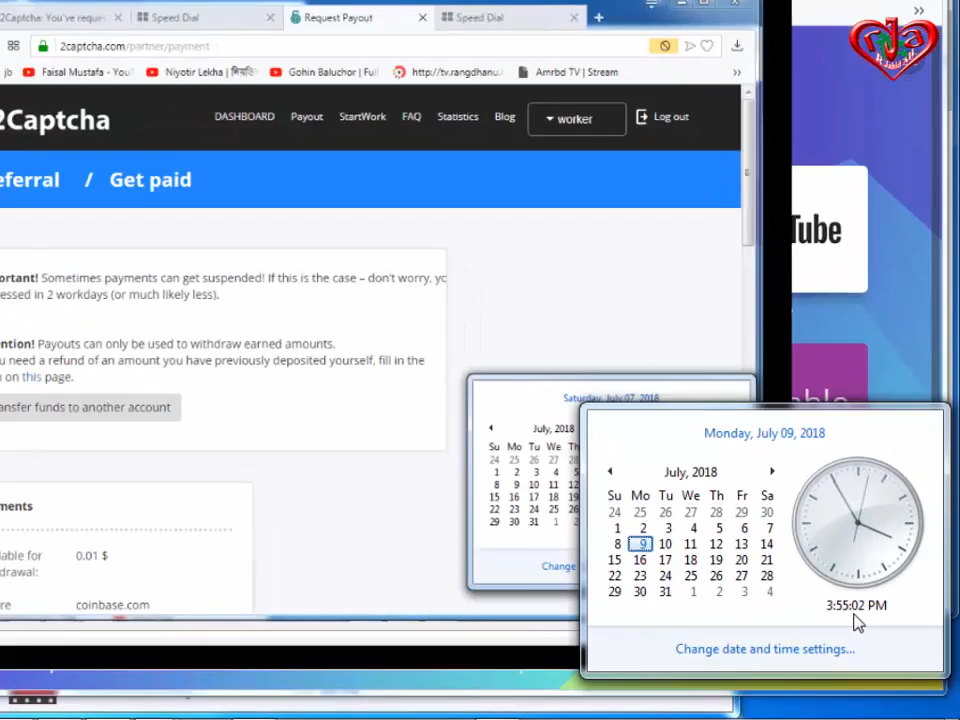 2Captcha: You've reque
Speed Dial
Request Payout
Speed Dial
2captcha.com/partner/payment
jb
Faisal Mustafa - You
Niyotir Lekha |
Gohin Baluchor | Full
http://tv.rangdhanu.
Amrbd TV | Stream
2Captcha
DASHBOARD
Payout
StartWork
FAQ
Statistics
Blog
worker
Log out
eferral / Get paid
ortant! Sometimes payments can get suspended! If this is the case – don't worry, yo
essed in 2 workdays (or much likely less).
ention! Payouts can only be used to withdraw earned amounts.
u need a refund of an amount you have previously deposited yourself, fill in the
n on this page.
ansfer funds to another account
ments
lable for 0.01 $
drawal:
re coinbase.com
Tube
able
Saturday, July 07, 2018
July, 2018
Su Mo Tu We Th
24 25 26 27 28
1 2 3 4 5
8 9 10 11 12
15 16 17 18 19
22 23 24 25 26
29 30 31 1 2
Change
Monday, July 09, 2018
July, 2018
Su Mo Tu We Th Fr Sa
24 25 26 27 28 29 30
1 2 3 4 5 6 7
8 9 10 11 12 13 14
15 16 17 18 19 20 21
22 23 24 25 26 27 28
29 30 31 1 2 3 4
3:55:02 PM
Change date and time settings...
rja